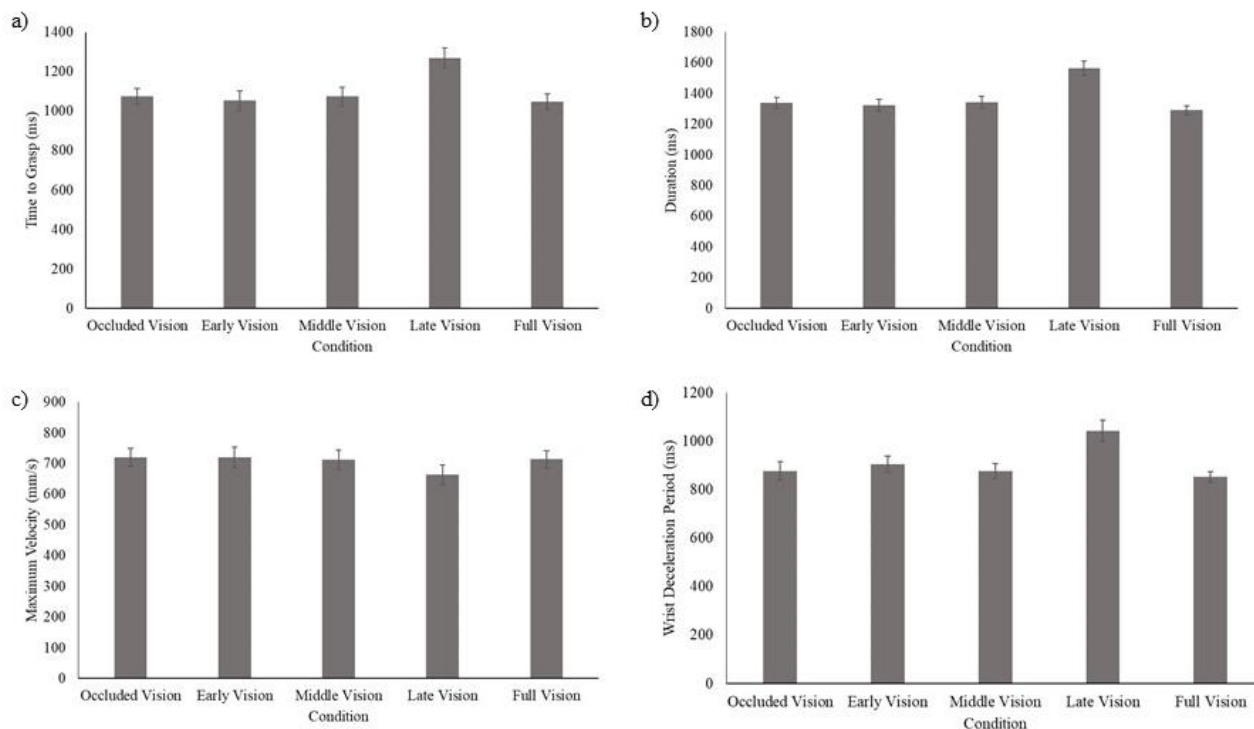 a)
1400
1200
1000
800
600
400
200
0
Time to Grasp (ms)
Occluded Vision Early Vision Middle Vision Late Vision Full Vision
Condition
b)
1800
1600
1400
1200
1000
800
600
400
200
0
Duration (ms)
Occluded Vision Early Vision Middle Vision Late Vision Full Vision
Condition
c)
900
800
700
600
500
400
300
200
100
0
Maximum Velocity (mm/s)
Occluded Vision Early Vision Middle Vision Late Vision Full Vision
Condition
d)
1200
1000
800
600
400
200
0
Wrist Deceleration Period (ms)
Occluded Vision Early Vision Middle Vision Late Vision Full Vision
Condition